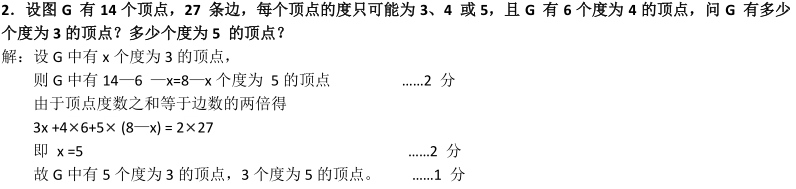 2. 设图 G 有 14 个顶点，27 条边，每个顶点的度只可能为 3、4 或 5，且 G 有 6 个度为 4 的顶点，问 G 有多少
个度为 3 的顶点？多少个度为 5 的顶点？
解：设 G 中有 x 个度为 3 的顶点，
则 G 中有 14—6 —x=8—x 个度为 5 的顶点 ……2 分
由于顶点度数之和等于边数的两倍得
3x +4×6+5× (8—x) = 2×27
即 x =5 ……2 分
故 G 中有 5 个度为 3 的顶点，3 个度为 5 的顶点。 ……1 分